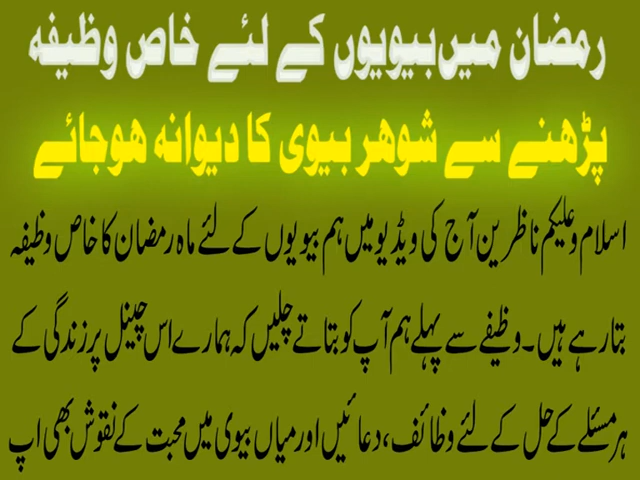 رمضان میں بیویوں کے لئے خاص وظیفہ
پڑھنے سے شوہر بیوی کا دیوانہ ہوجائے
اسلام و علیکم ناظرین آج کی ویڈیو میں ہم بیویوں کے لئے ماہ رمضان کا خاص وظیفہ
بتارہے ہیں۔ وظیفے سے پہلے ہم آپ کو بتاتے چلیں کہ ہمارے اس چینل پر زندگی کے
ہر مسئلے کے حل کے لئے وظائف، دعائیں اور میاں بیوی میں محبت کے نقوش بھی اپ